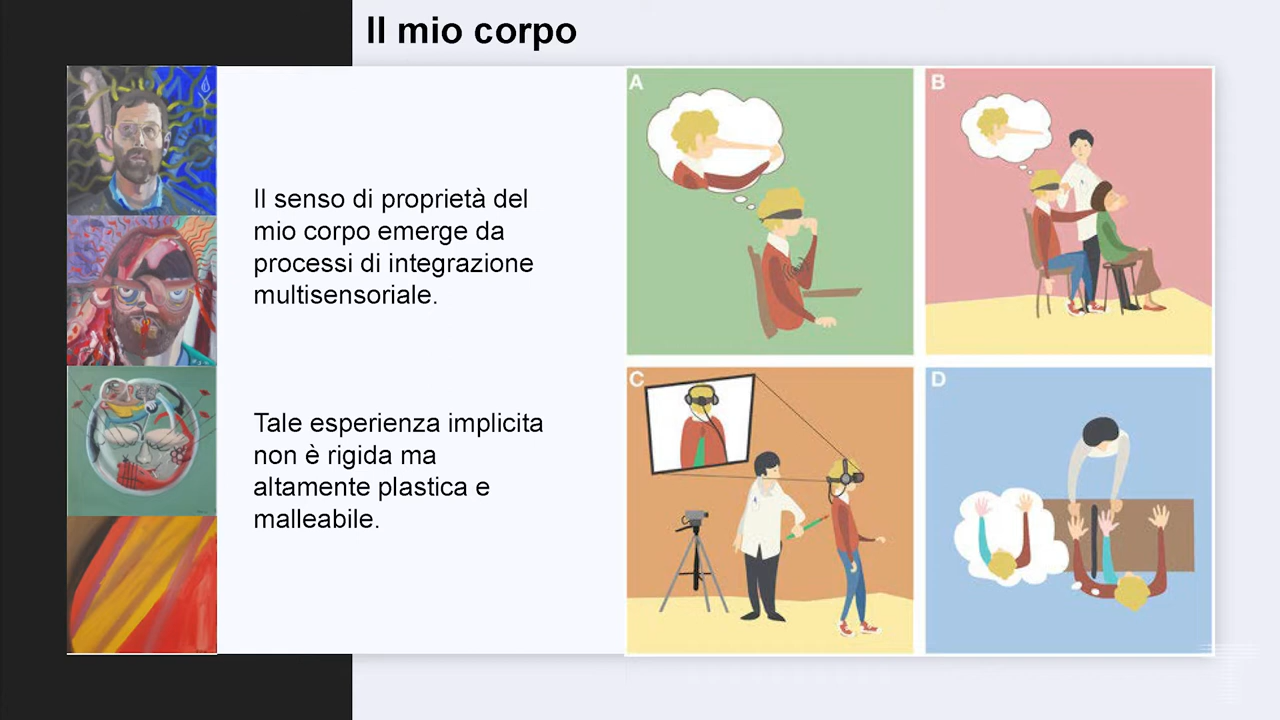 Il mio corpo
Il senso di proprietà del
mio corpo emerge da
processi di integrazione
multisensoriale.
Tale esperienza implicita
non è rigida ma
altamente plastica e
malleabile.
A
B
C
D